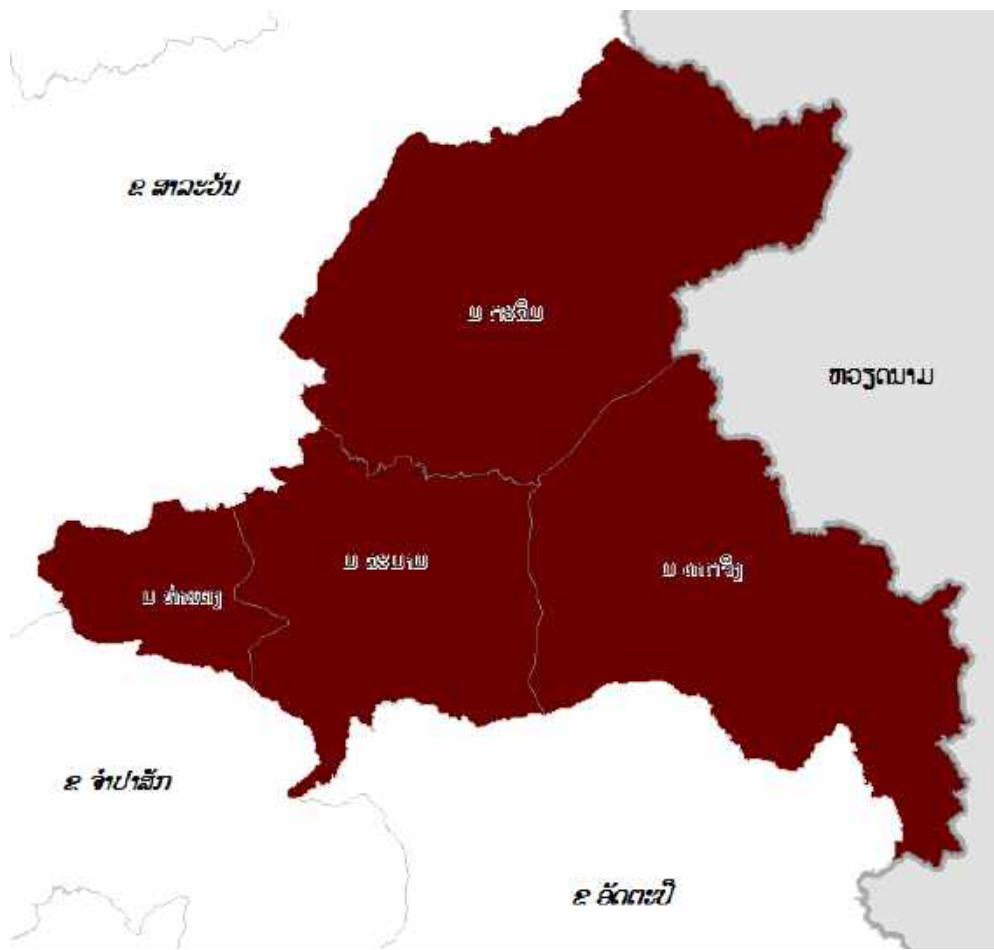 ຂ ສາລະວັນ
ມ ກະລຶມ
ຫວຽດນາມ
ມ ລະມາມ
ມ ດາກຈຶງ
ມ ທ່າແຕງ
ຂ ຈຳປາສັກ
ຂ ອັດຕະປື